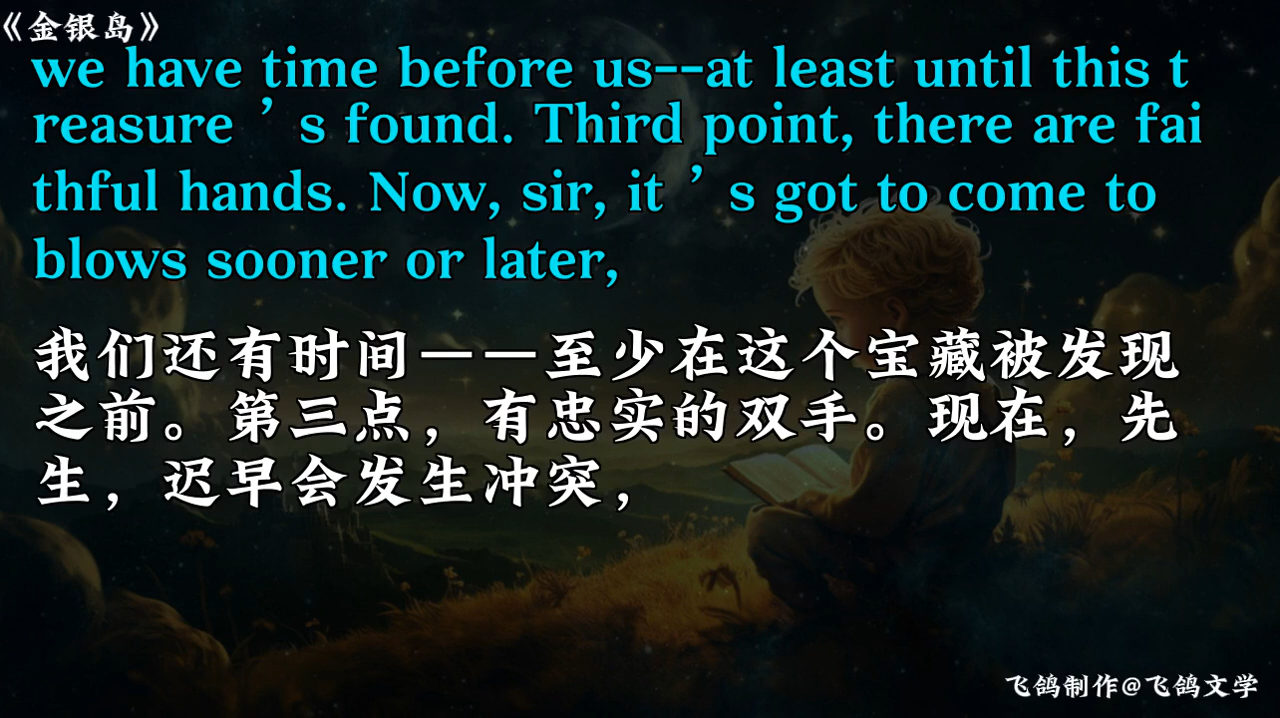 《金银岛》
we have time before us--at least until this t
reasure ’ s found. Third point, there are fai
thful hands. Now, sir, it ’ s got to come to
blows sooner or later,
我们还有时间——至少在这个宝藏被发现
之前。第三点，有忠实的双手。现在，先
生，迟早会发生冲突，
飞鸽制作@飞鸽文学